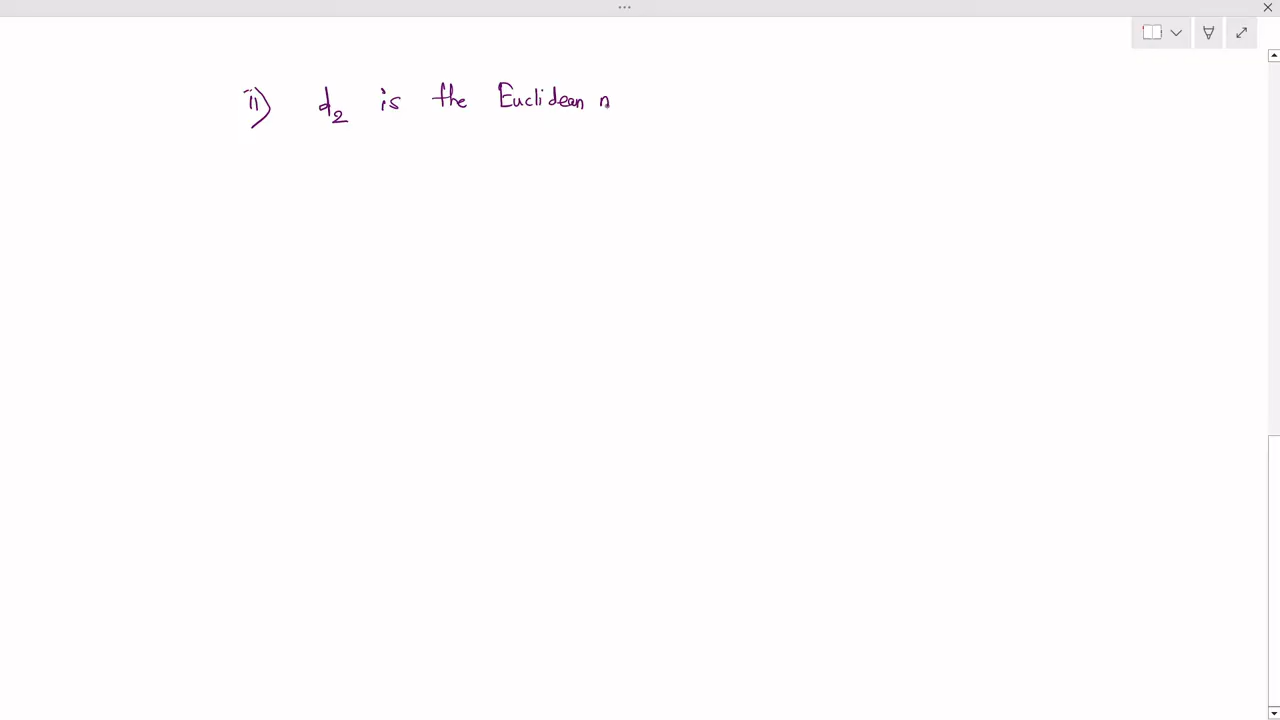 ii) d₂ is the Euclidean n